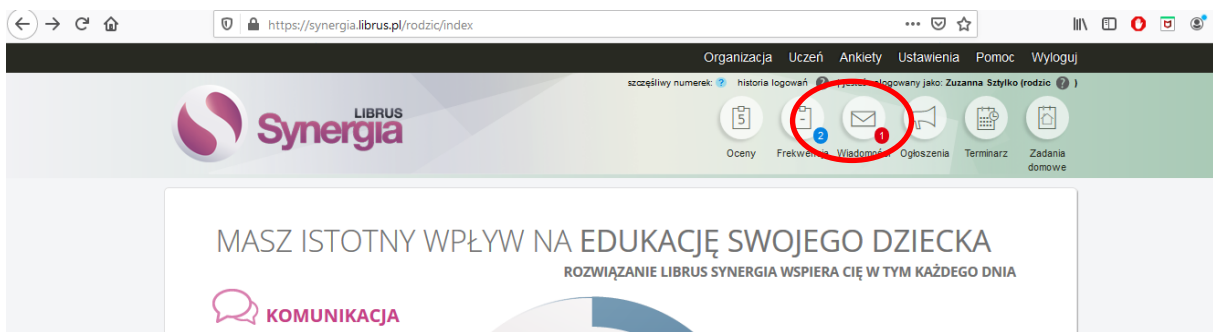 https://synergia.librus.pl/rodzic/index
Organizacja Uczeń Ankiety Ustawienia Pomoc Wyloguj
szczęśliwy numerek: ? historia logowań ? jesteś zalogowany jako: Zuzanna Sztylko (rodzic ? )
LIBRUS
Synergia
5 2 1
Oceny Frekwencja Wiadomości Ogłoszenia Terminarz Zadania
domowe
MASZ ISTOTNY WPŁYW NA EDUKACJĘ SWOJEGO DZIECKA
ROZWIĄZANIE LIBRUS SYNERGIA WSPIERA CIĘ W TYM KAŻDEGO DNIA
KOMUNIKACJA